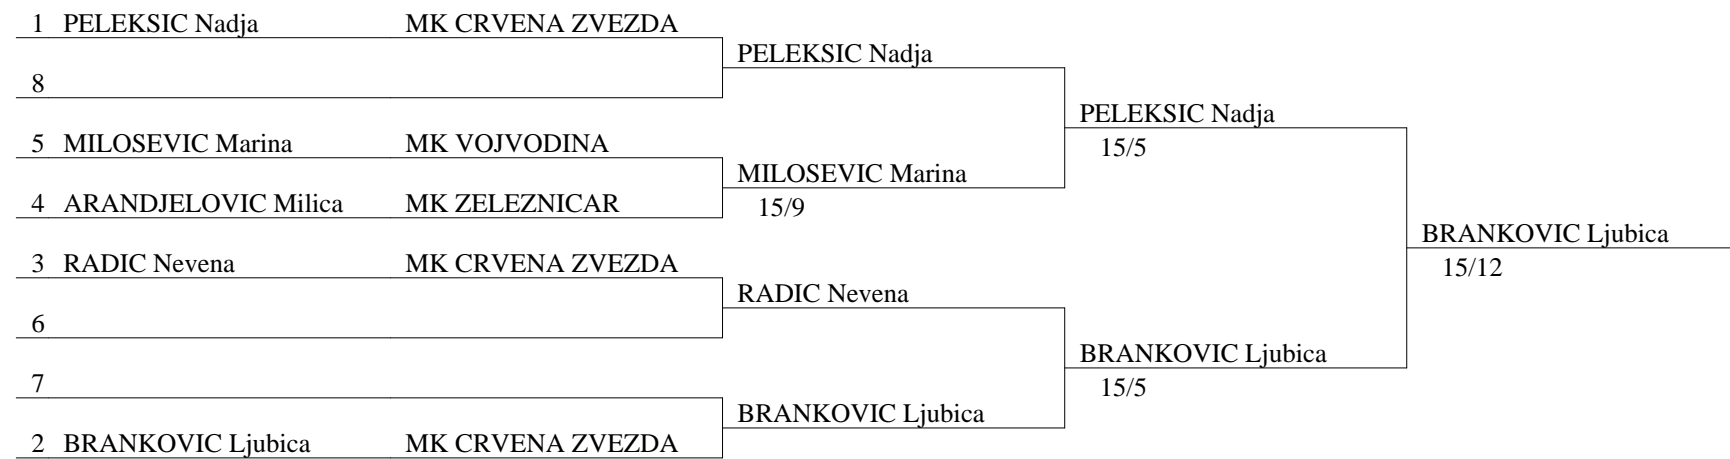 1 PELEKSIC Nadja MK CRVENA ZVEZDA
PELEKSIC Nadja
8
PELEKSIC Nadja
15/5
5 MILOSEVIC Marina MK VOJVODINA
MILOSEVIC Marina
15/9
4 ARANDJELOVIC Milica MK ZELEZNICAR
BRANKOVIC Ljubica
15/12
3 RADIC Nevena MK CRVENA ZVEZDA
RADIC Nevena
6
BRANKOVIC Ljubica
15/5
7
BRANKOVIC Ljubica
2 BRANKOVIC Ljubica MK CRVENA ZVEZDA